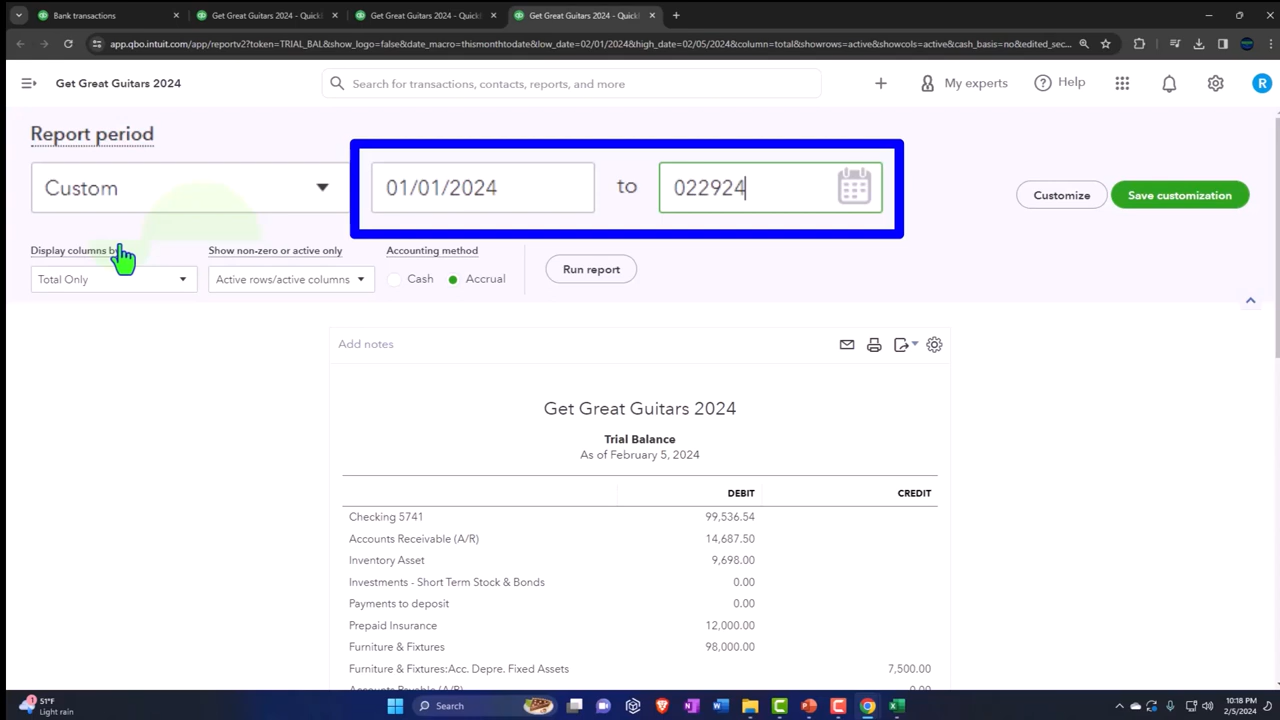 Bank transactions
Get Great Guitars 2024 - Quickl
Get Great Guitars 2024 - Quickl
Get Great Guitars 2024 - Quickl
app.qbo.intuit.com/app/reportv2?token=TRIAL_BAL&show_logo=false&date_macro=thismonthtodate&low_date=02/01/2024&high_date=02/05/2024&column=total&showrows=active&showcols=active&cash_basis=no&edited_sec...
Get Great Guitars 2024
Search for transactions, contacts, reports, and more
My experts
Help
R
Report period
Custom
01/01/2024 to 022924
Customize
Save customization
Display columns by
Show non-zero or active only
Accounting method
Total Only
Active rows/active columns
Cash
Accrual
Run report
Add notes
Get Great Guitars 2024
Trial Balance
As of February 5, 2024
DEBIT CREDIT
Checking 5741 99,536.54
Accounts Receivable (A/R) 14,687.50
Inventory Asset 9,698.00
Investments - Short Term Stock & Bonds 0.00
Payments to deposit 0.00
Prepaid Insurance 12,000.00
Furniture & Fixtures 98,000.00
Furniture & Fixtures:Acc. Depre. Fixed Assets 7,500.00
Accounts Payable (A/P) 0.00
1
51°F
Light rain
Search
10:18 PM
2/5/2024